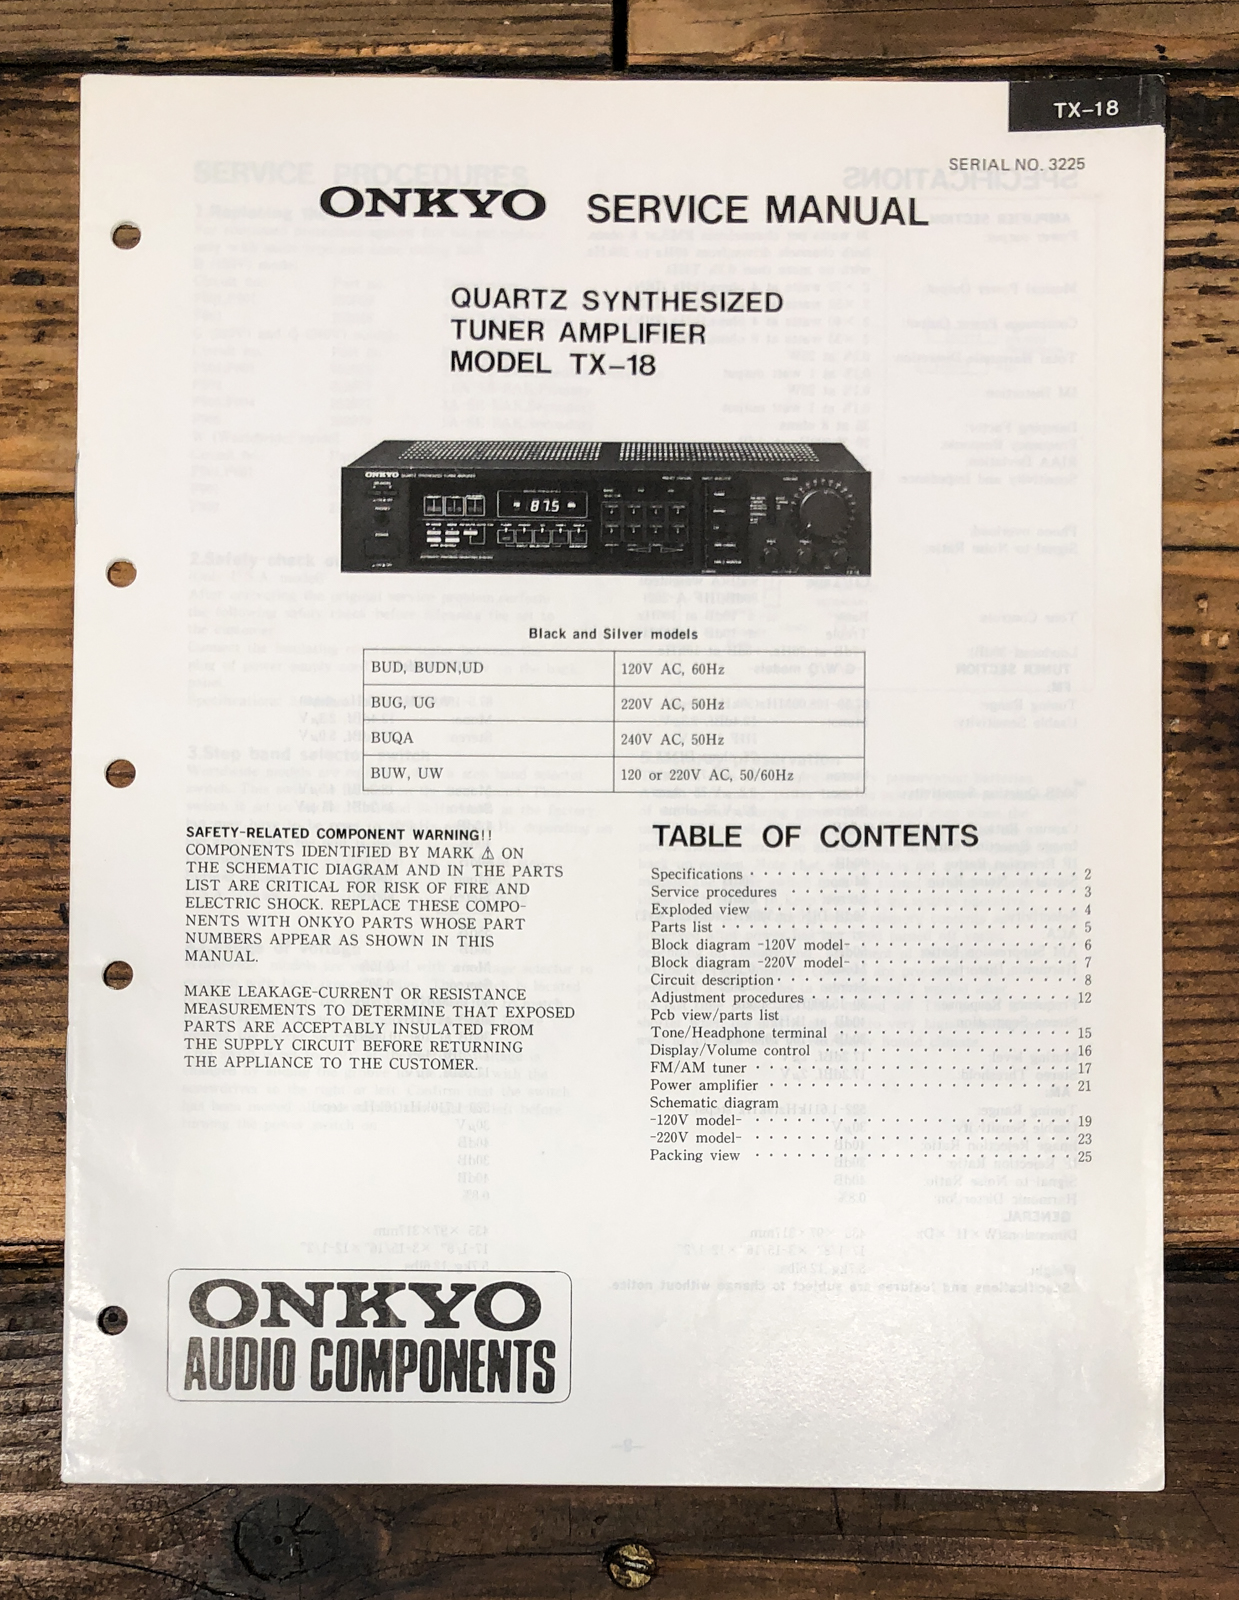 TX-18
SERIAL NO. 3225
ONKYO SERVICE MANUAL
QUARTZ SYNTHESIZED
TUNER AMPLIFIER
MODEL TX-18
ONKYO
87.5
Black and Silver models
BUD, BUDN,UD 120V AC, 60Hz
BUG, UG 220V AC, 50Hz
BUQA 240V AC, 50Hz
BUW, UW 120 or 220V AC, 50/60Hz
SAFETY-RELATED COMPONENT WARNING!!
COMPONENTS IDENTIFIED BY MARK ⚠ ON
THE SCHEMATIC DIAGRAM AND IN THE PARTS
LIST ARE CRITICAL FOR RISK OF FIRE AND
ELECTRIC SHOCK. REPLACE THESE COMPO-
NENTS WITH ONKYO PARTS WHOSE PART
NUMBERS APPEAR AS SHOWN IN THIS
MANUAL.
MAKE LEAKAGE-CURRENT OR RESISTANCE
MEASUREMENTS TO DETERMINE THAT EXPOSED
PARTS ARE ACCEPTABLY INSULATED FROM
THE SUPPLY CIRCUIT BEFORE RETURNING
THE APPLIANCE TO THE CUSTOMER.
TABLE OF CONTENTS
Specifications 2
Service procedures 3
Exploded view 4
Parts list 5
Block diagram -120V model- 6
Block diagram -220V model- 7
Circuit description 8
Adjustment procedures 12
Pcb view/parts list
Tone/Headphone terminal 15
Display/Volume control 16
FM/AM tuner 17
Power amplifier 21
Schematic diagram
-120V model- 19
-220V model- 23
Packing view 25
ONKYO
AUDIO COMPONENTS